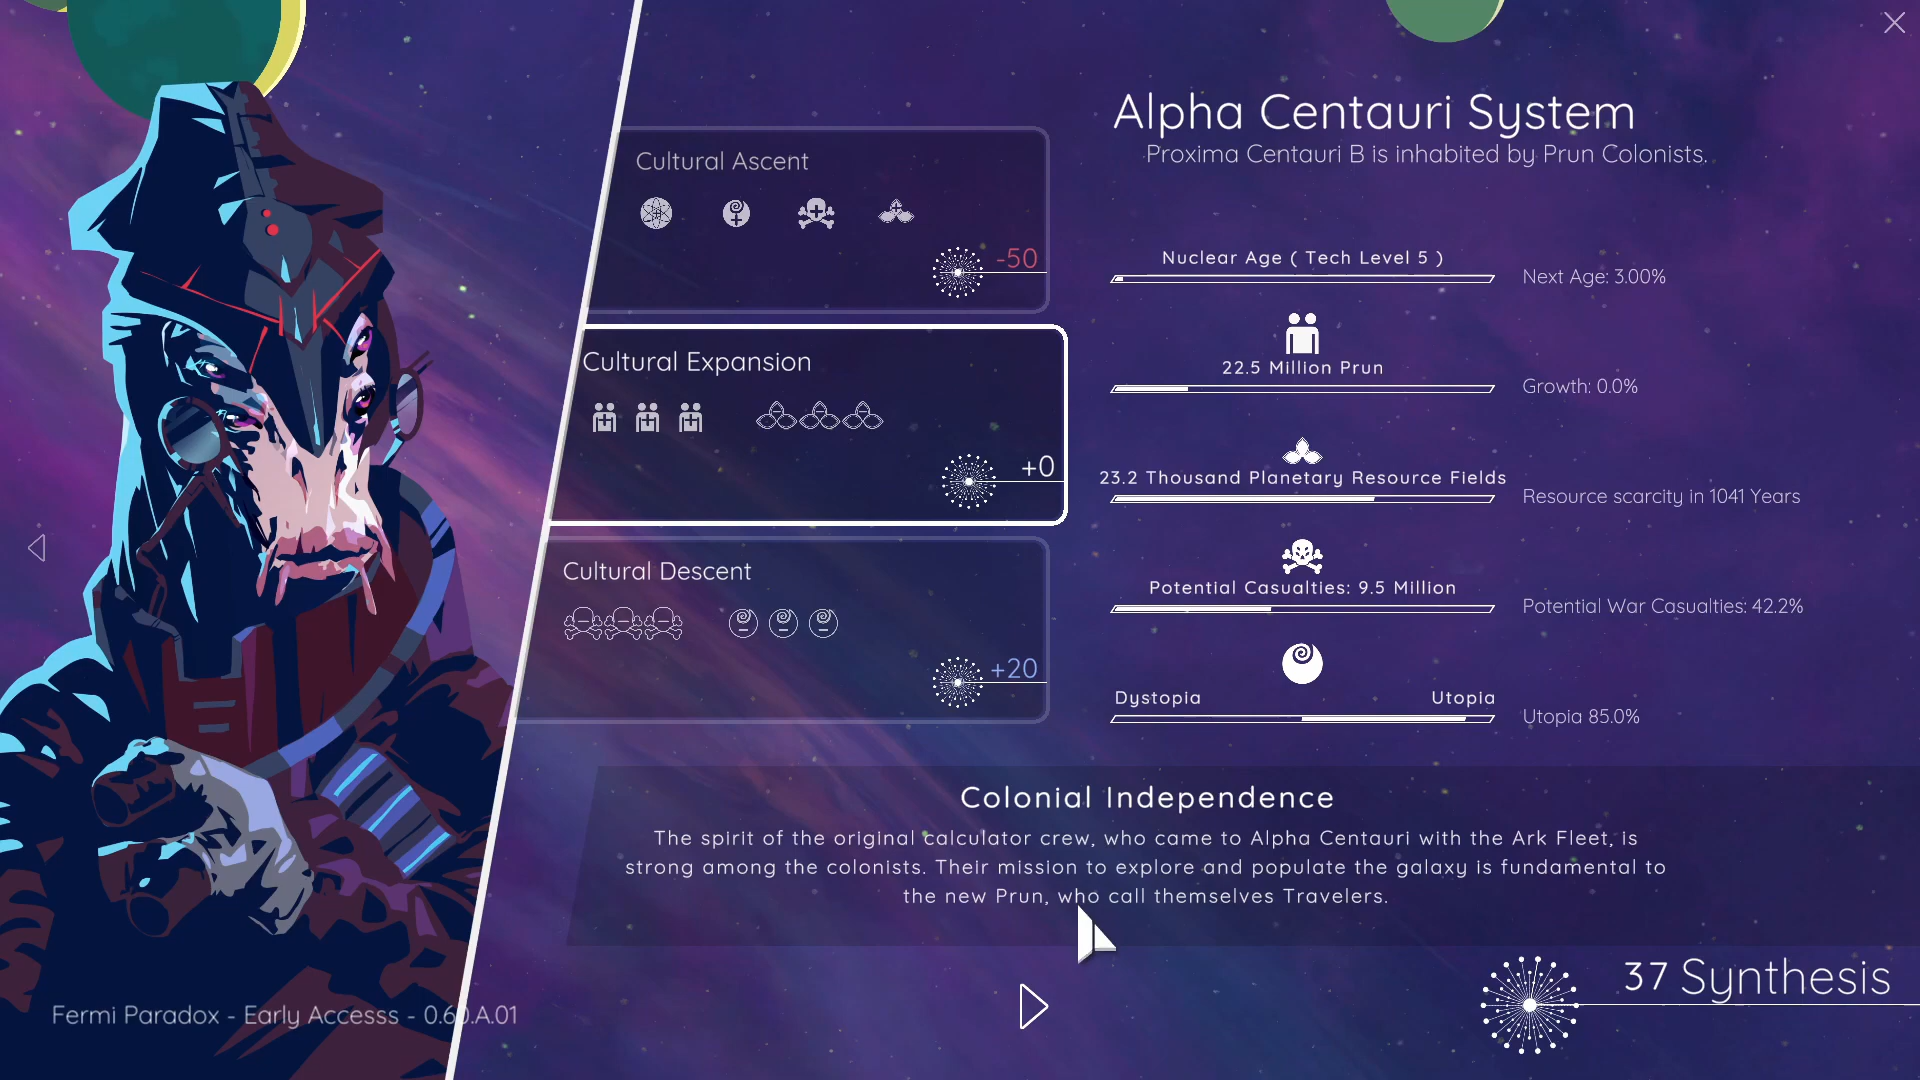 Alpha Centauri System
Proxima Centauri B is inhabited by Prun Colonists.
Cultural Ascent
-50
Cultural Expansion
+0
Cultural Descent
+20
Nuclear Age ( Tech Level 5 )
Next Age: 3.00%
22.5 Million Prun
Growth: 0.0%
23.2 Thousand Planetary Resource Fields
Resource scarcity in 1041 Years
Potential Casualties: 9.5 Million
Potential War Casualties: 42.2%
Dystopia
Utopia
Utopia 85.0%
Colonial Independence
The spirit of the original calculator crew, who came to Alpha Centauri with the Ark Fleet, is
strong among the colonists. Their mission to explore and populate the galaxy is fundamental to
the new Prun, who call themselves Travelers.
37 Synthesis
Fermi Paradox - Early Accesss - 0.60.A.01